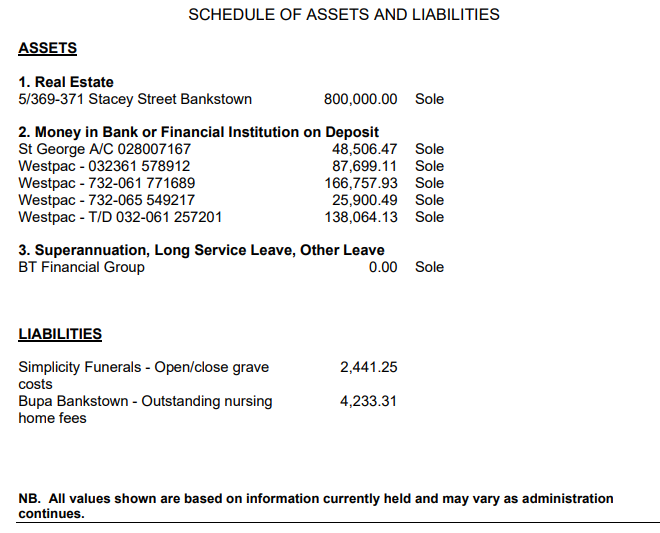 SCHEDULE OF ASSETS AND LIABILITIES
ASSETS
1. Real Estate
5/369-371 Stacey Street Bankstown 800,000.00 Sole
2. Money in Bank or Financial Institution on Deposit
St George A/C 028007167 48,506.47 Sole
Westpac - 032361 578912 87,699.11 Sole
Westpac - 732-061 771689 166,757.93 Sole
Westpac - 732-065 549217 25,900.49 Sole
Westpac - T/D 032-061 257201 138,064.13 Sole
3. Superannuation, Long Service Leave, Other Leave
BT Financial Group 0.00 Sole
LIABILITIES
Simplicity Funerals - Open/close grave 2,441.25
costs
Bupa Bankstown - Outstanding nursing 4,233.31
home fees
NB. All values shown are based on information currently held and may vary as administration
continues.